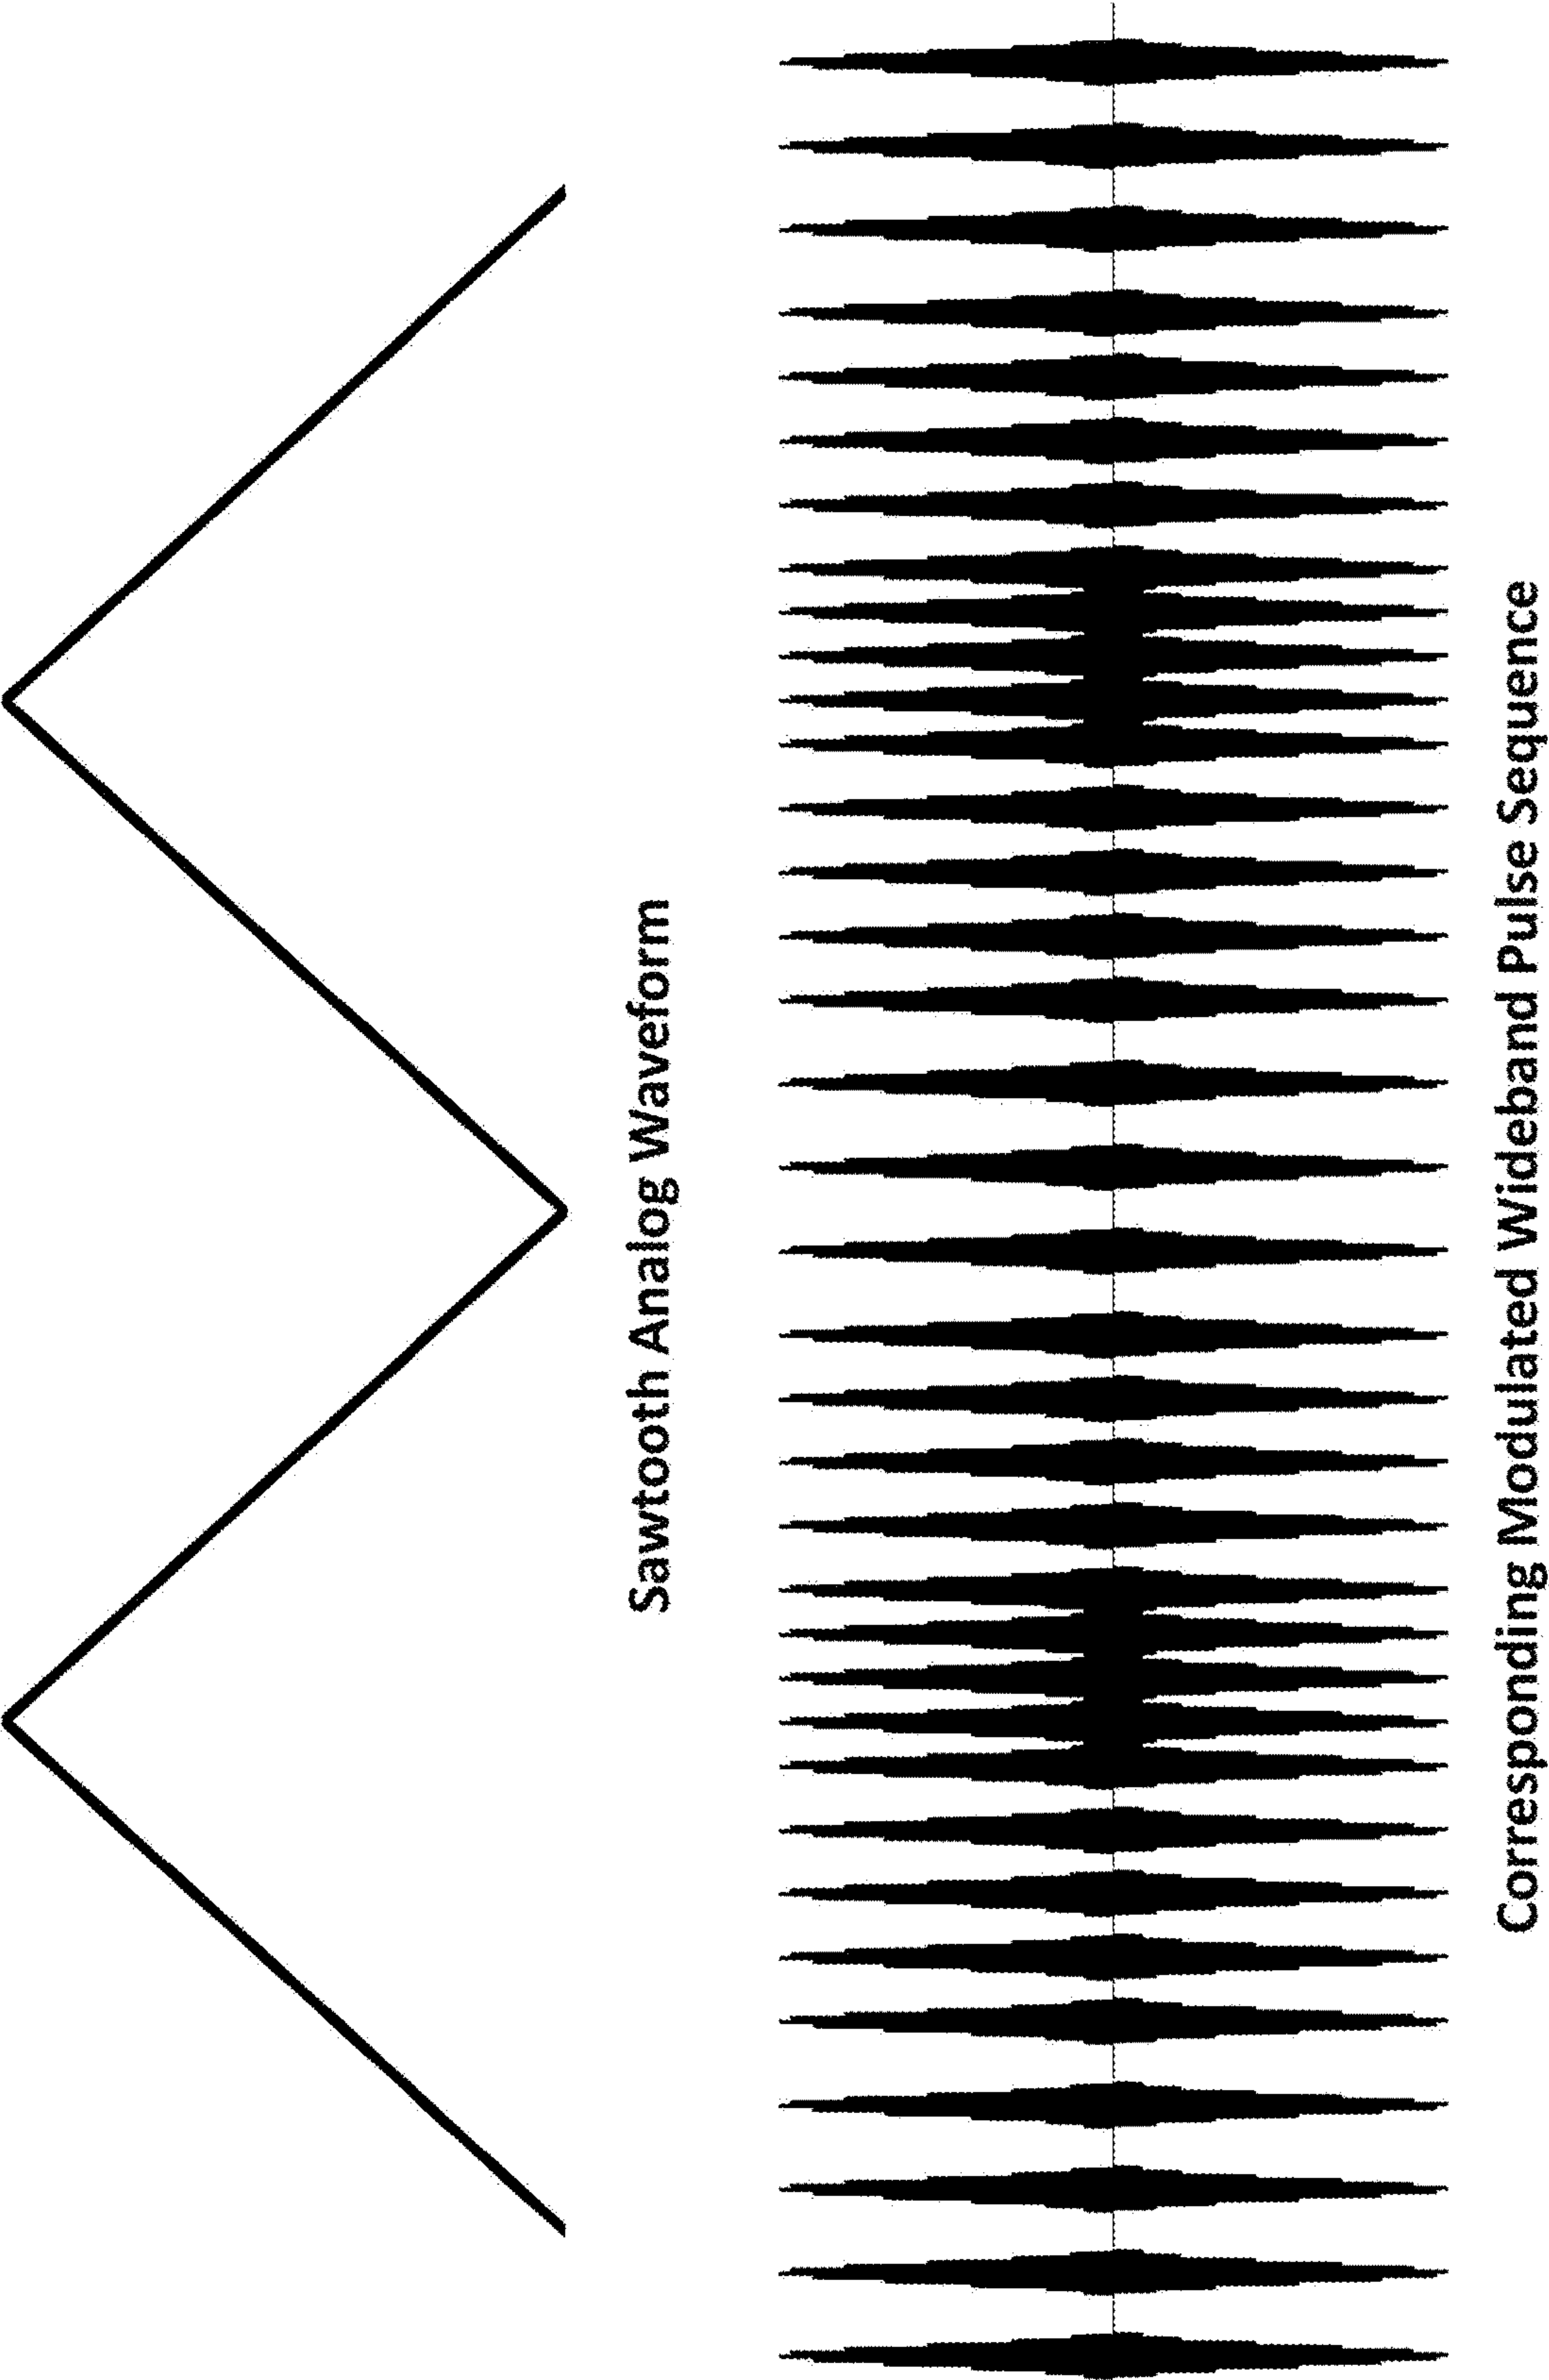 Sawtooth Analog Waveform
Corresponding Modulated Wideband Pulse Sequence